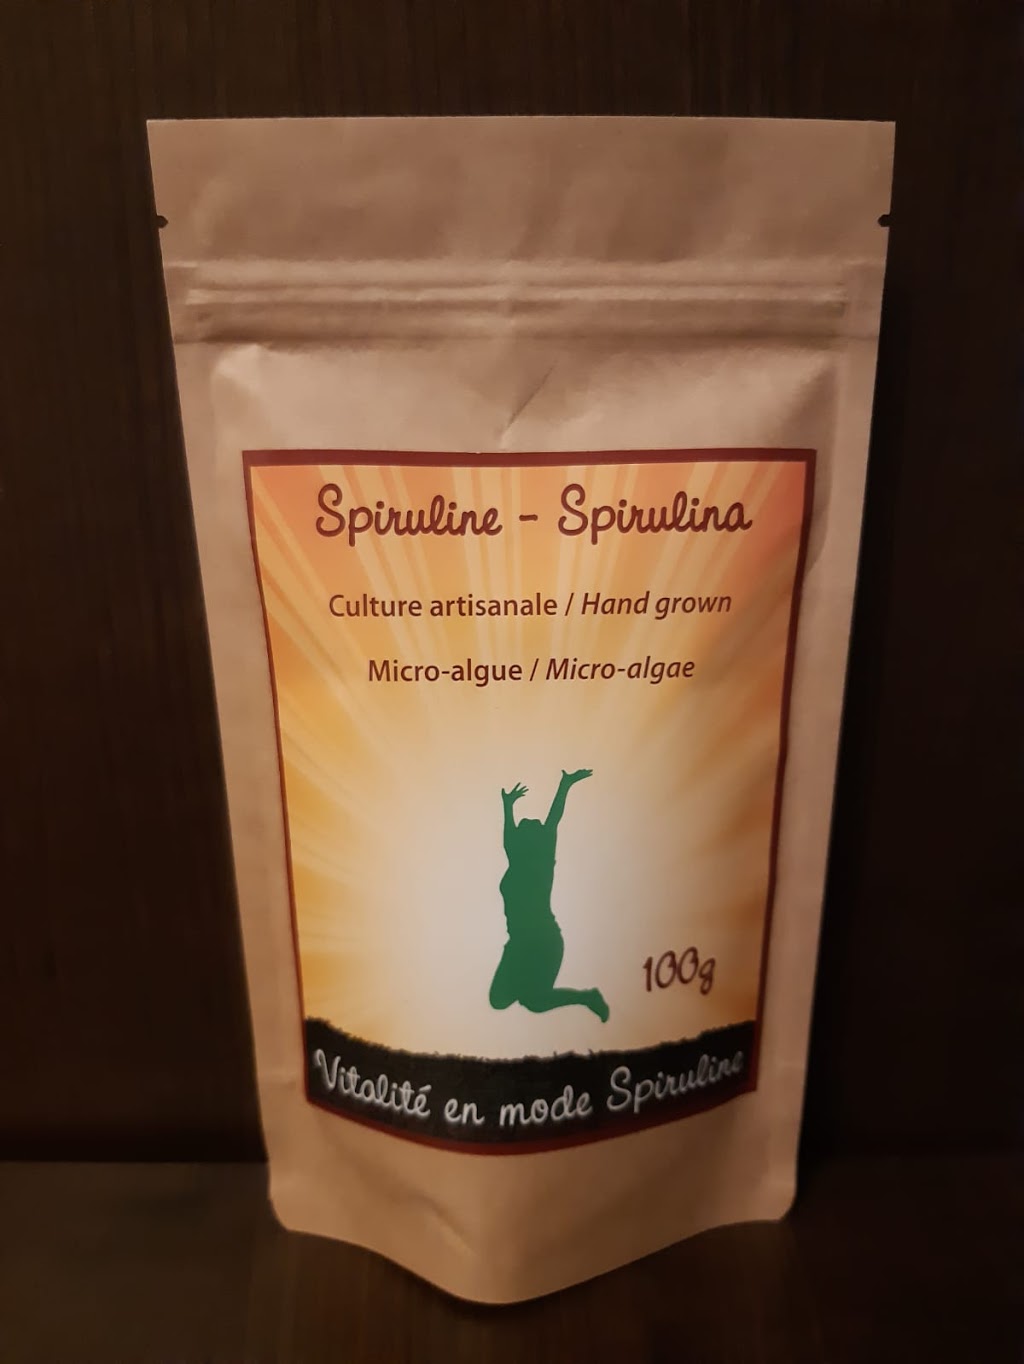 Spiruline - Spirulina
Culture artisanale / Hand grown
Micro-algue / Micro-algae
100g
Vitalité en mode Spiruline